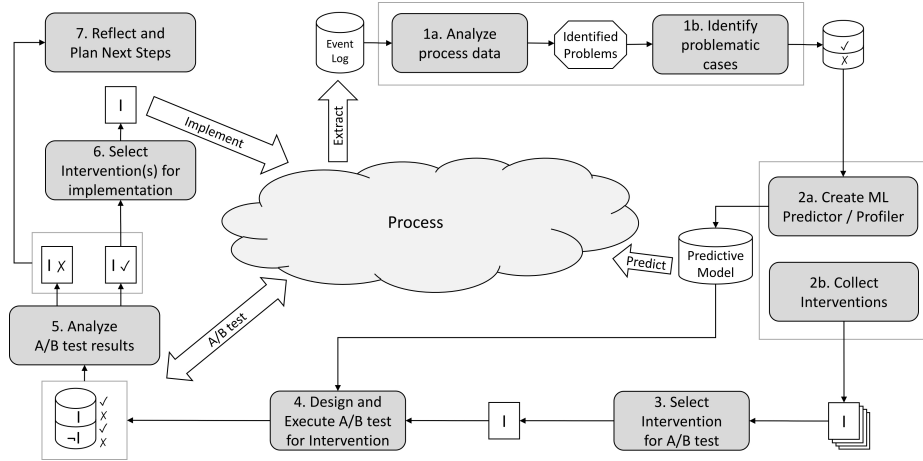 7. Reflect and
Plan Next Steps
Event
Log
1a. Analyze
process data
Identified
Problems
1b. Identify
problematic
cases
✓
X
I
Implement
Extract
6. Select
Intervention(s) for
implementation
Process
2a. Create ML
Predictor / Profiler
Predict
Predictive
Model
2b. Collect
Interventions
I X
I ✓
5. Analyze
A/B test results
A/B test
I
¬I
✓
X
✓
X
4. Design and
Execute A/B test
for Intervention
I
3. Select
Intervention
for A/B test
I